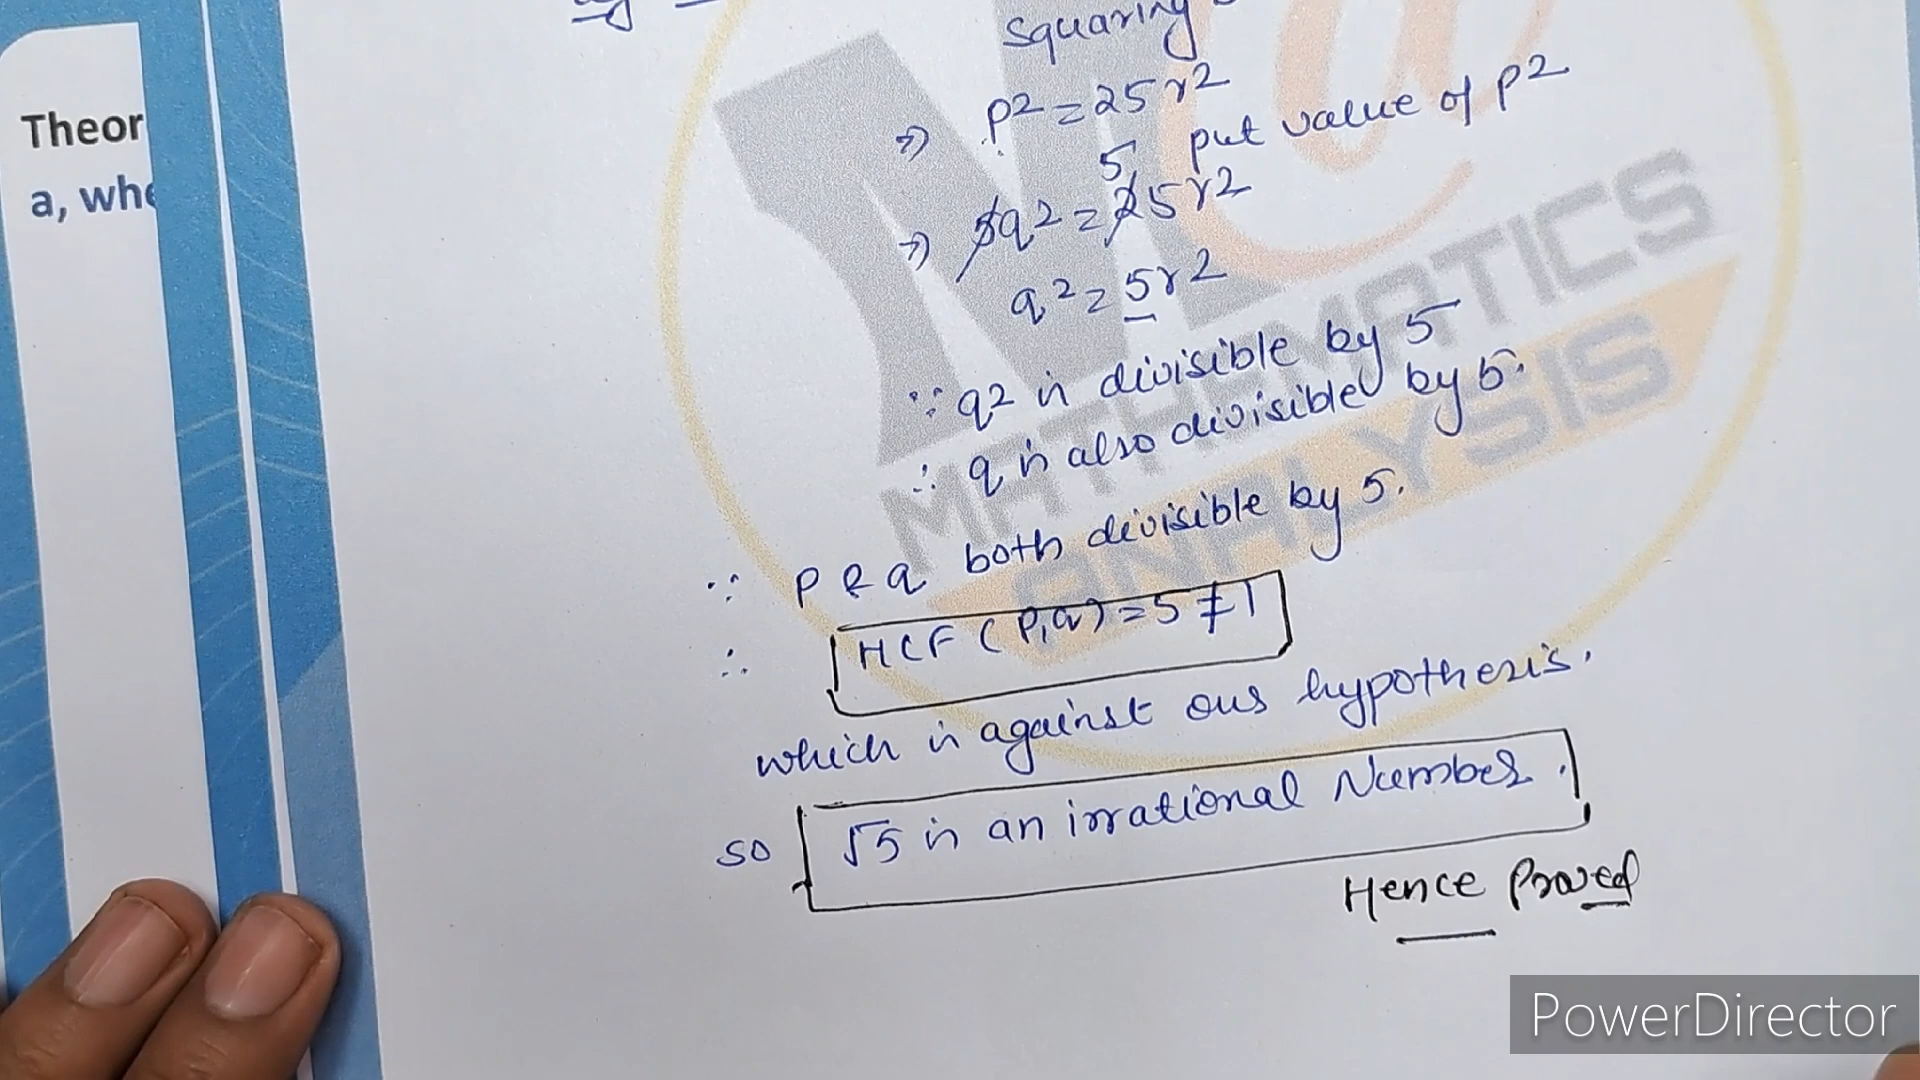 Theor
a, whe
squaring
⇒ p2 = 25r2
5 put value of p2
⇒ 5q2 = 25r2
q2 = 5r2
∵ q2 is divisible by 5
∴ q is also divisible by 5.
∵ p & q both divisible by 5.
∴ HCF (p,q) = 5 ≠ 1
which is against our hypothesis.
so √5 is an irrational Number.
Hence Proved
MATHEMATICS
ANALYSIS
PowerDirector